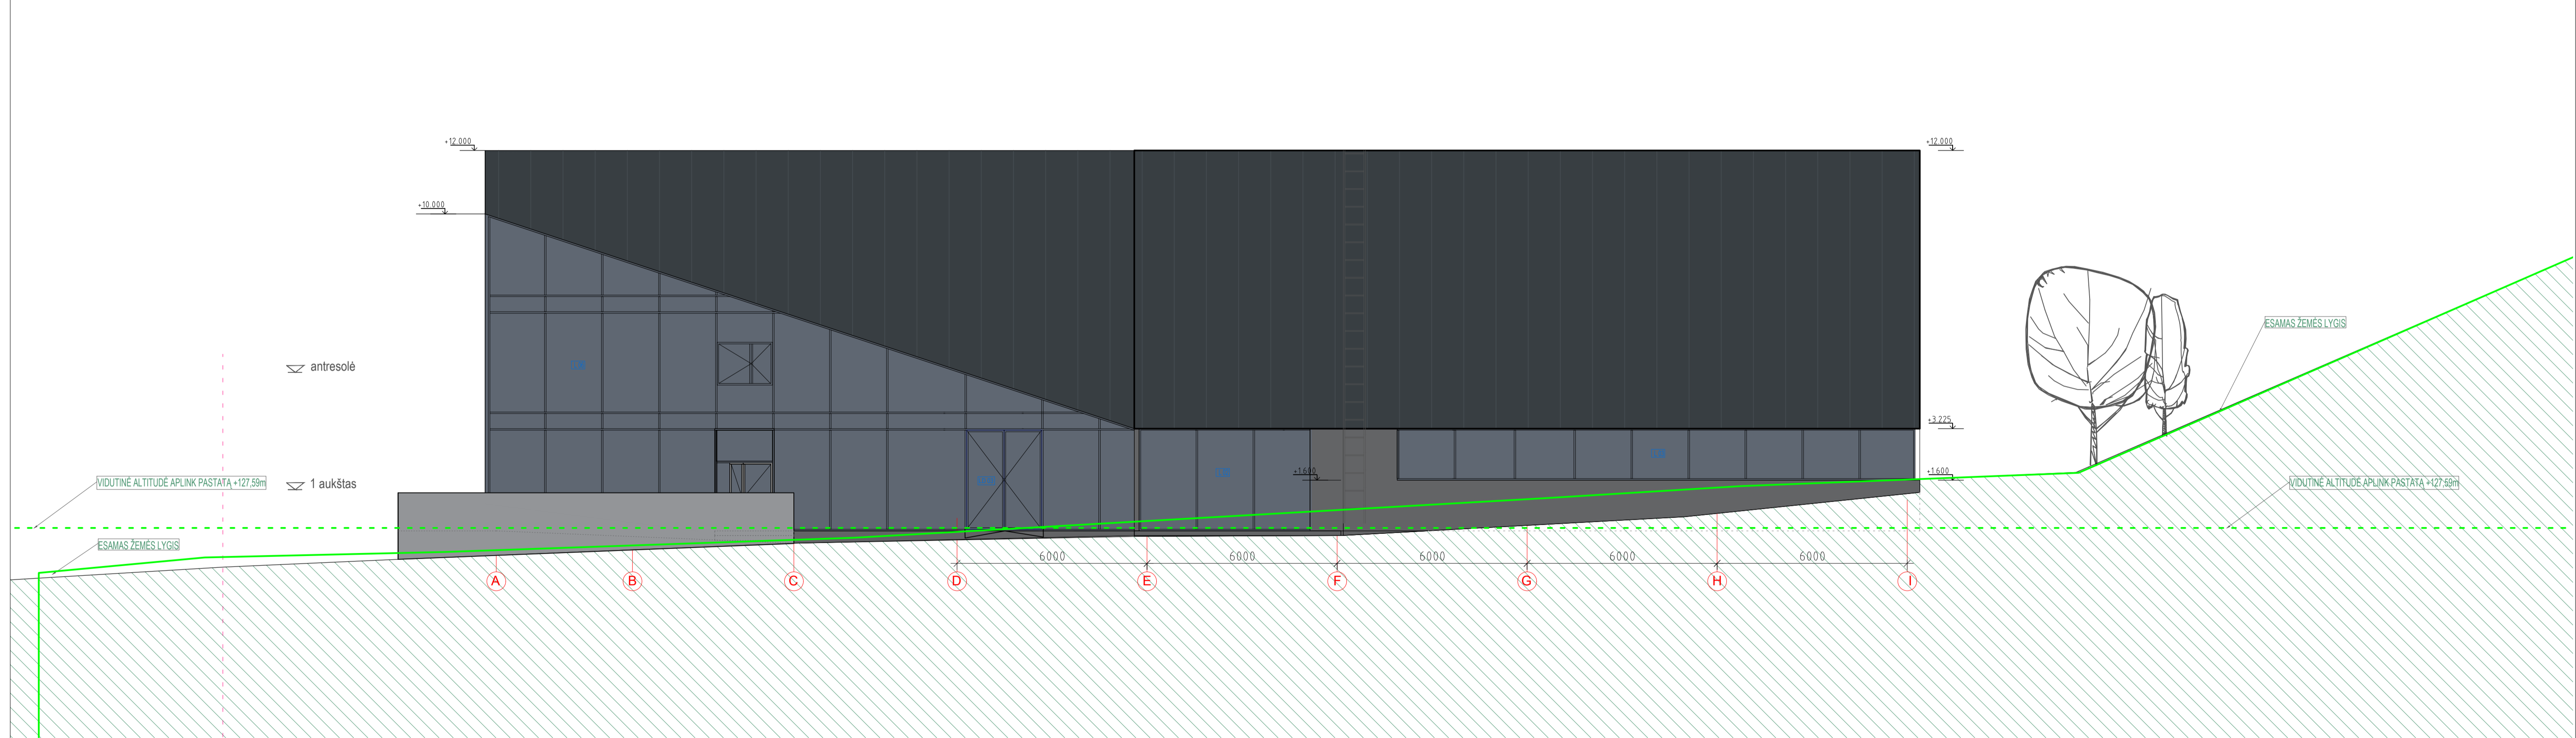 +12.000
+12.000
+10.000
ESAMAS ŽEMĖS LYGIS
antresolė
+3.225
+1.600
+1.600
VIDUTINĖ ALTITUDĖ APLINK PASTATĄ +127,59m
1 aukštas
VIDUTINĖ ALTITUDĖ APLINK PASTATĄ +127,59m
ESAMAS ŽEMĖS LYGIS
6000 6000 6000 6000 6000
A B C D E F G H I